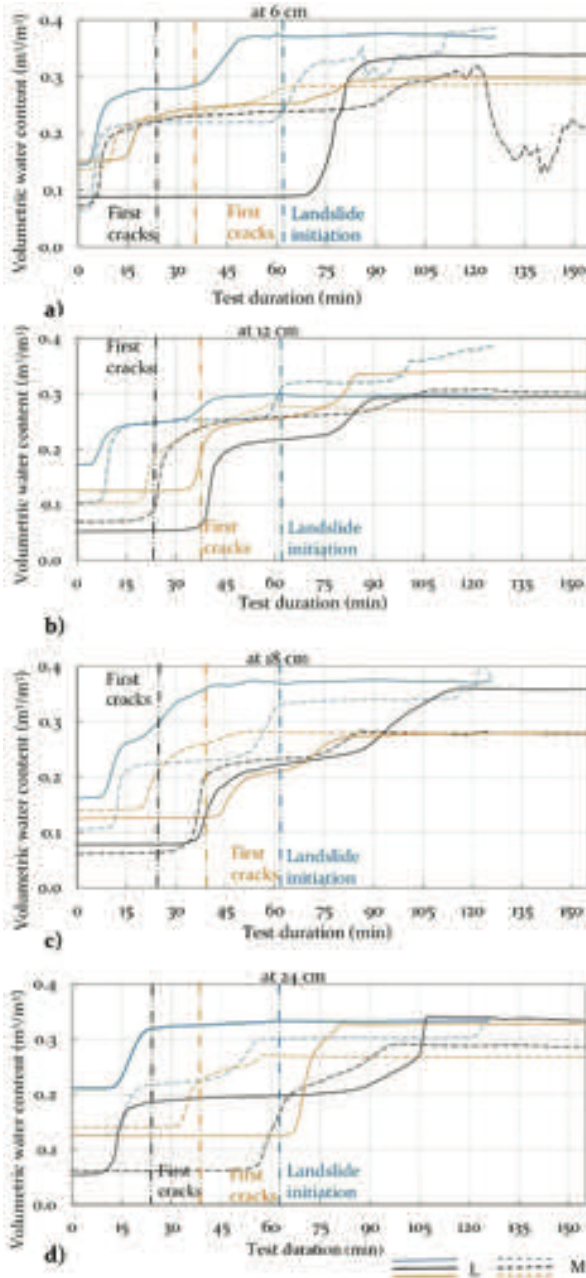 at 6 cm
0.4
0.3
0.2
0.1
0.0
Volumetric water content (m³/m³)
First
cracks
First
cracks
Landslide
initiation
0 15 30 45 60 75 90 105 120 135 150
Test duration (min)
a)
at 12 cm
0.4
0.3
0.2
0.1
0.0
Volumetric water content (m³/m³)
First
cracks
First
cracks
Landslide
initiation
0 15 30 45 60 75 90 105 120 135 150
Test duration (min)
b)
at 18 cm
0.4
0.3
0.2
0.1
0.0
Volumetric water content (m³/m³)
First
cracks
First
cracks
Landslide
initiation
0 15 30 45 60 75 90 105 120 135 150
Test duration (min)
c)
at 24 cm
0.4
0.3
0.2
0.1
0.0
Volumetric water content (m³/m³)
First
cracks
First
cracks
Landslide
initiation
0 15 30 45 60 75 90 105 120 135 150
Test duration (min)
d)
L M